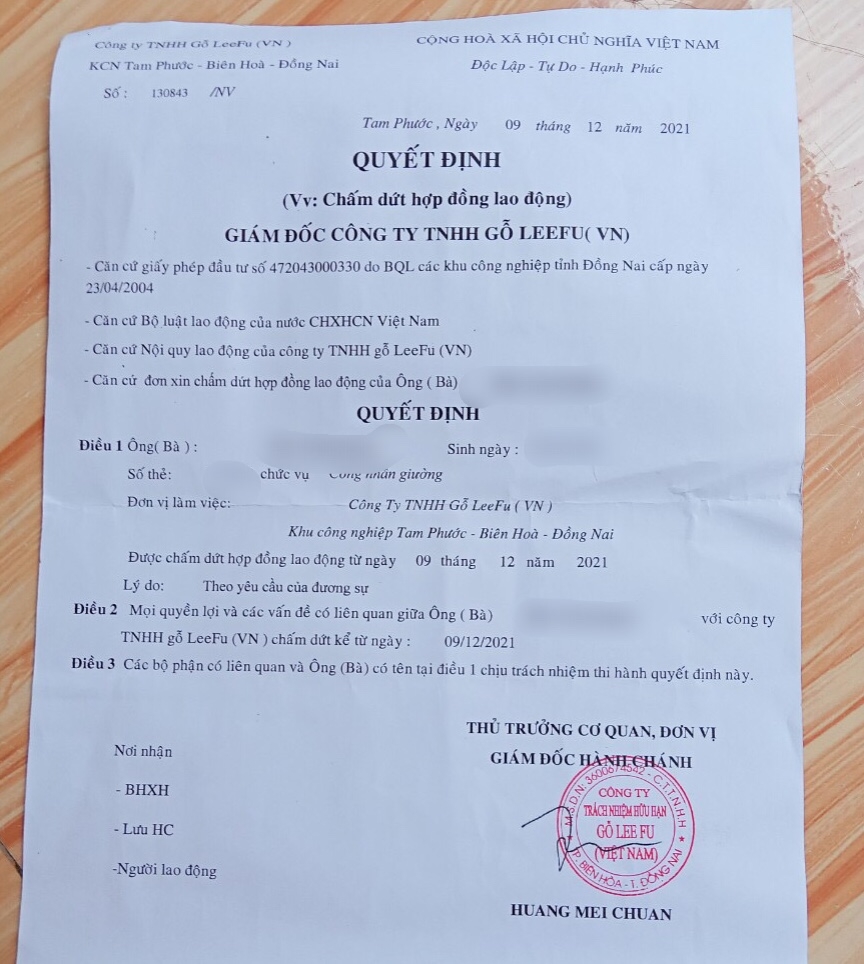 Công ty TNHH Gỗ LeeFu (VN )
CỘNG HOÀ XÃ HỘI CHỦ NGHĨA VIỆT NAM
KCN Tam Phước - Biên Hoà - Đồng Nai
Độc Lập - Tự Do - Hạnh Phúc
Số : 130843 /NV
Tam Phước , Ngày 09 tháng 12 năm 2021
QUYẾT ĐỊNH
(Vv: Chấm dứt hợp đồng lao động)
GIÁM ĐỐC CÔNG TY TNHH GỖ LEEFU( VN)
- Căn cứ giấy phép đầu tư số 472043000330 do BQL các khu công nghiệp tỉnh Đồng Nai cấp ngày
23/04/2004
- Căn cứ Bộ luật lao động của nước CHXHCN Việt Nam
- Căn cứ Nội quy lao động của công ty TNHH gỗ LeeFu (VN)
- Căn cứ đơn xin chấm dứt hợp đồng lao động của Ông ( Bà)
QUYẾT ĐỊNH
Điều 1 Ông( Bà ) : Sinh ngày :
Số thẻ: chức vụ Công nhân giường
Đơn vị làm việc: Công Ty TNHH Gỗ LeeFu ( VN )
Khu công nghiệp Tam Phước - Biên Hoà - Đồng Nai
Được chấm dứt hợp đồng lao động từ ngày 09 tháng 12 năm 2021
Lý do: Theo yêu cầu của đương sự
Điều 2 Mọi quyền lợi và các vấn đề có liên quan giữa Ông ( Bà) với công ty
TNHH gỗ LeeFu (VN ) chấm dứt kể từ ngày : 09/12/2021
Điều 3 Các bộ phận có liên quan và Ông (Bà) có tên tại điều 1 chịu trách nhiệm thi hành quyết định này.
THỦ TRƯỞNG CƠ QUAN, ĐƠN VỊ
Nơi nhận
GIÁM ĐỐC HÀNH CHÁNH
- BHXH
- Lưu HC
-Người lao động
M.S.D.N: 3600674542 - C.T.T.N.H.H
CÔNG TY
TRÁCH NHIỆM HỮU HẠN
GỖ LEE FU
(VIỆT NAM)
TP. BIÊN HÒA - T. ĐỒNG NAI
HUANG MEI CHUAN